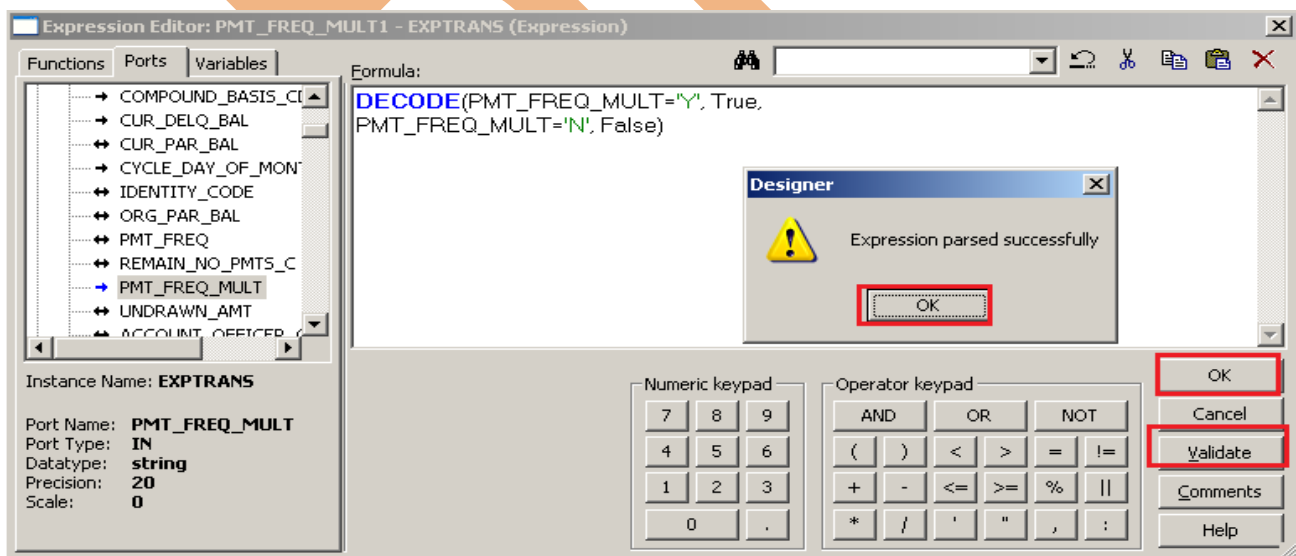 Expression Editor: PMT_FREQ_MULT1 - EXPTRANS (Expression)
Functions Ports Variables
Formula:
COMPOUND_BASIS_C
CUR_DELQ_BAL
CUR_PAR_BAL
CYCLE_DAY_OF_MON
IDENTITY_CODE
ORG_PAR_BAL
PMT_FREQ
REMAIN_NO_PMTS_C
PMT_FREQ_MULT
UNDRAWN_AMT
ACCOUNT_OFFICER_
DECODE(PMT_FREQ_MULT='Y', True,
PMT_FREQ_MULT='N', False)
Designer
Expression parsed successfully
OK
Instance Name: EXPTRANS
Port Name: PMT_FREQ_MULT
Port Type: IN
Datatype: string
Precision: 20
Scale: 0
Numeric keypad
7 8 9
4 5 6
1 2 3
0 .
Operator keypad
AND OR NOT
( ) < > = !=
+ - <= >= % ||
* / ' " , :
OK
Cancel
Validate
Comments
Help